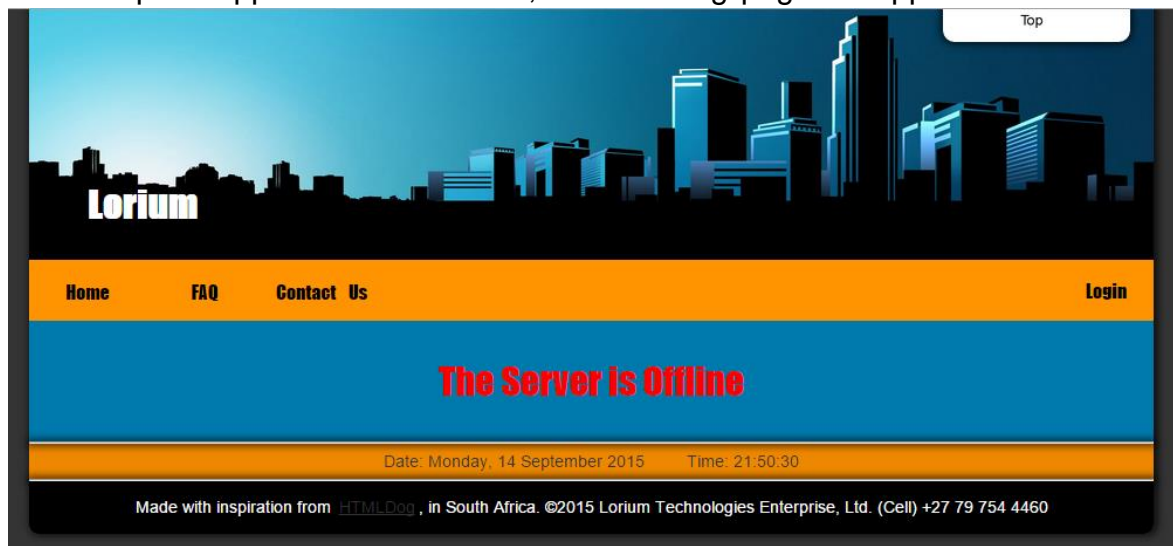 Top
Lorium
Home FAQ Contact Us Login
The Server is Offline
Date: Monday, 14 September 2015 Time: 21:50:30
Made with inspiration from HTMLDog , in South Africa. ©2015 Lorium Technologies Enterprise, Ltd. (Cell) +27 79 754 4460